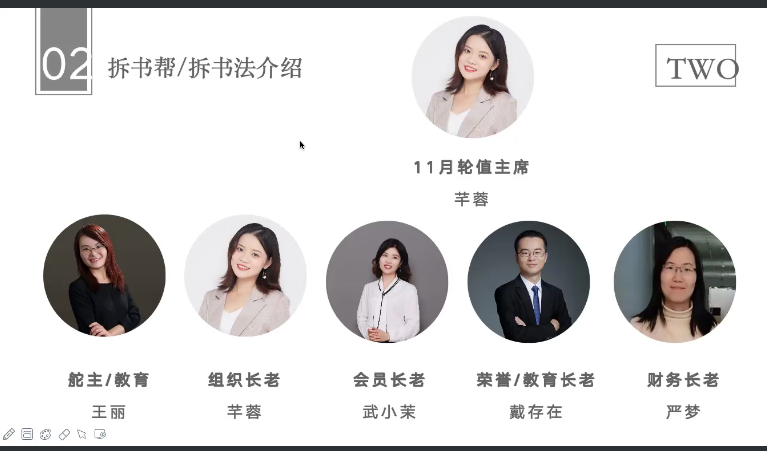 02 拆书帮/拆书法介绍
TWO
11月轮值主席
芊蓉
舵主/教育
组织长老
会员长老
荣誉/教育长老
财务长老
王丽
芊蓉
武小茉
戴存在
严梦